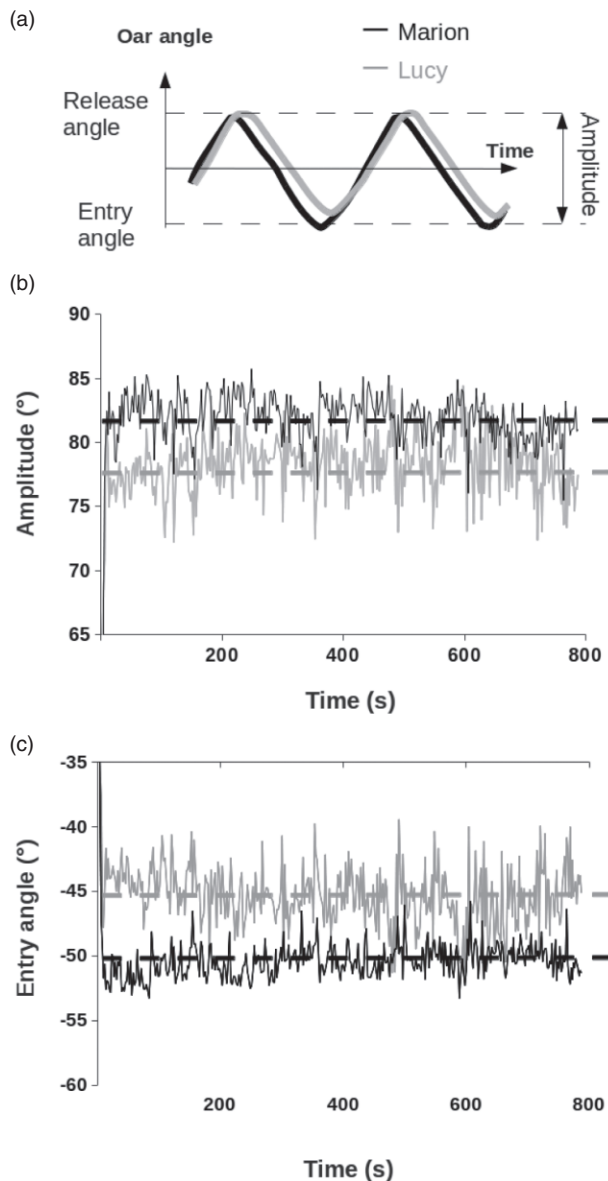 (a)
Oar angle
Marion
Lucy
Release angle
Time
Amplitude
Entry angle
(b)
90
85
80
75
70
65
Amplitude (°)
200 400 600 800
Time (s)
(c)
-35
-40
-45
-50
-55
-60
Entry angle (°)
200 400 600 800
Time (s)